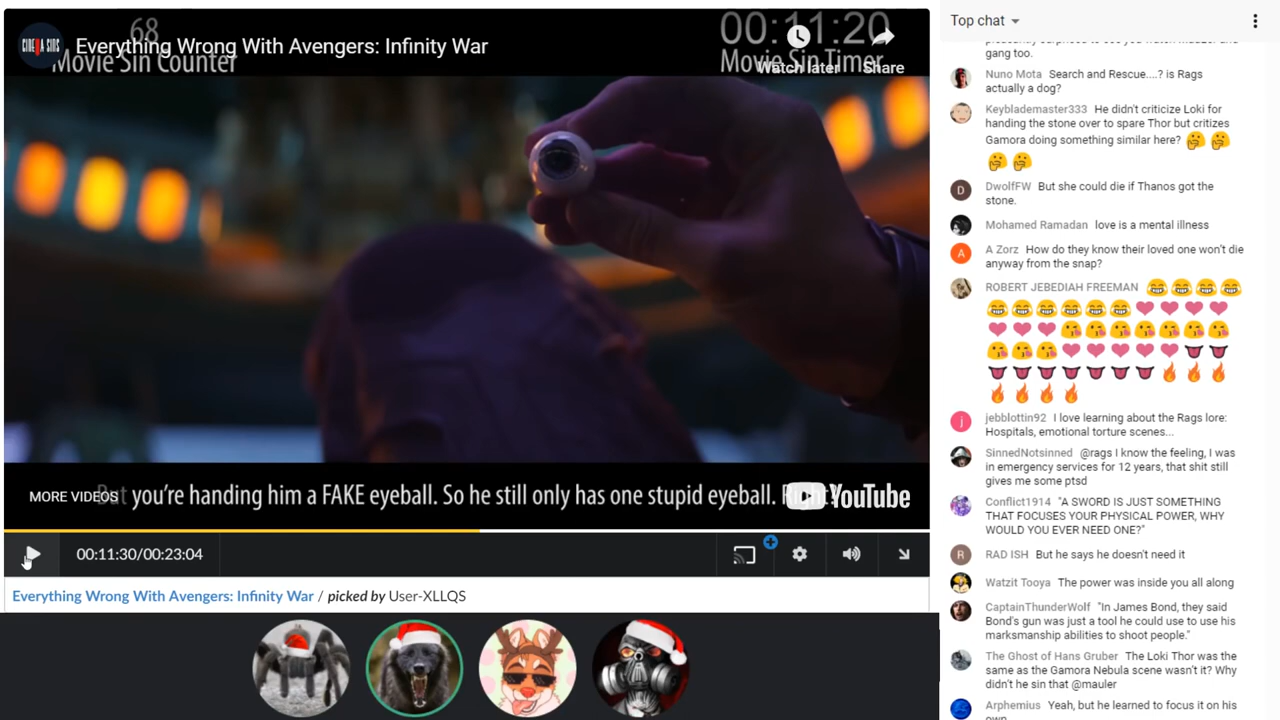 68
Movie Sin Counter
00:11:20
Movie Sin Timer
CINEMA SINS
Everything Wrong With Avengers: Infinity War
Watch later
Share
MORE VIDEOS
But you're handing him a FAKE eyeball. So he still only has one stupid eyeball. Right?
YouTube
00:11:30/00:23:04
Everything Wrong With Avengers: Infinity War / picked by User-XLLQS
Top chat
gang too.
Nuno Mota Search and Rescue....? is Rags
actually a dog?
Keyblademaster333 He didn't criticize Loki for
handing the stone over to spare Thor but critizes
Gamora doing something similar here?
D
DwolfFW But she could die if Thanos got the
stone.
Mohamed Ramadan love is a mental illness
A
A Zorz How do they know their loved one won't die
anyway from the snap?
ROBERT JEBEDIAH FREEMAN
j
jebblottin92 I love learning about the Rags lore:
Hospitals, emotional torture scenes...
SinnedNotsinned @rags I know the feeling, I was
in emergency services for 12 years, that shit still
gives me some ptsd
Conflict1914 "A SWORD IS JUST SOMETHING
THAT FOCUSES YOUR PHYSICAL POWER, WHY
WOULD YOU EVER NEED ONE?"
R
RAD ISH But he says he doesn't need it
Watzit Tooya The power was inside you all along
CaptainThunderWolf "In James Bond, they said
Bond's gun was just a tool he could use to use his
marksmanship abilities to shoot people."
The Ghost of Hans Gruber The Loki Thor was the
same as the Gamora Nebula scene wasn't it? Why
didn't he sin that @mauler
Arphemius Yeah, but he learned to focus it on his
own